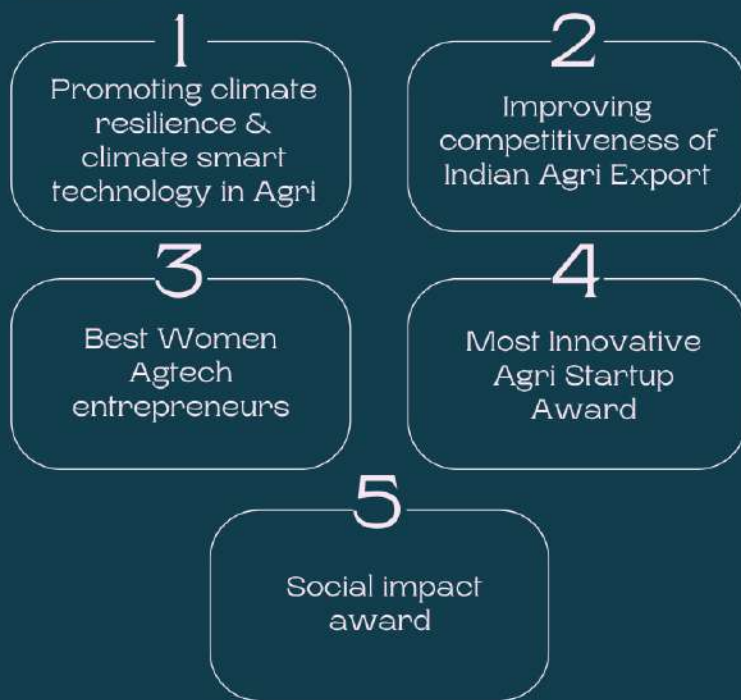 1
Promoting climate
resilience &
climate smart
technology in Agri
2
Improving
competitiveness of
Indian Agri Export
3
Best Women
Agtech
entrepreneurs
4
Most Innovative
Agri Startup
Award
5
Social impact
award